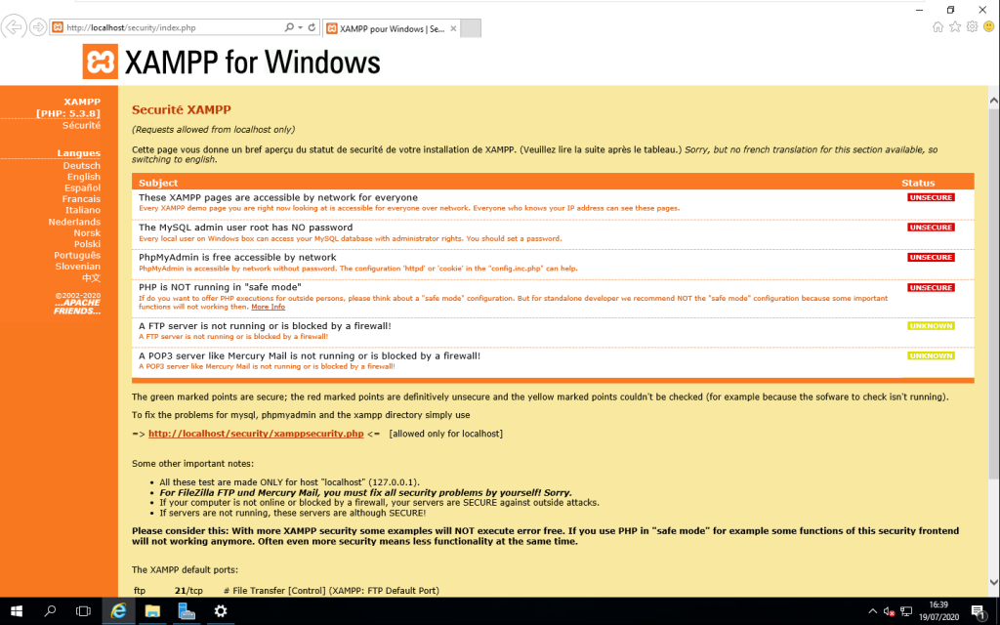 http://localhost/security/index.php
XAMPP pour Windows | Se...
XAMPP for Windows
XAMPP
[PHP: 5.3.8]
Sécurité
Langues
Deutsch
English
Español
Francais
Italiano
Nederlands
Norsk
Polski
Português
Slovenian
中文
©2002-2020
...APACHE
FRIENDS...
Securité XAMPP
(Requests allowed from localhost only)
Cette page vous donne un bref aperçu du statut de securité de votre installation de XAMPP. (Veuillez lire la suite après le tableau.) Sorry, but no french translation for this section available, so
switching to english.
Subject Status
These XAMPP pages are accessible by network for everyone UNSECURE
Every XAMPP demo page you are right now looking at is accessible for everyone over network. Everyone who knows your IP address can see these pages.
The MySQL admin user root has NO password UNSECURE
Every local user on Windows box can access your MySQL database with administrator rights. You should set a password.
PhpMyAdmin is free accessible by network UNSECURE
PhpMyAdmin is accessible by network without password. The configuration 'httpd' or 'cookie' in the "config.inc.php" can help.
PHP is NOT running in "safe mode" UNSECURE
If do you want to offer PHP executions for outside persons, please think about a "safe mode" configuration. But for standalone developer we recommend NOT the "safe mode" configuration because some important
functions will not working then. More Info
A FTP server is not running or is blocked by a firewall! UNKNOWN
A FTP server is not running or is blocked by a firewall!
A POP3 server like Mercury Mail is not running or is blocked by a firewall! UNKNOWN
A POP3 server like Mercury Mail is not running or is blocked by a firewall!
The green marked points are secure; the red marked points are definitively unsecure and the yellow marked points couldn't be checked (for example because the sofware to check isn't running).
To fix the problems for mysql, phpmyadmin and the xampp directory simply use
=> http://localhost/security/xamppsecurity.php <= [allowed only for localhost]
Some other important notes:
• All these test are made ONLY for host "localhost" (127.0.0.1).
• For FileZilla FTP und Mercury Mail, you must fix all security problems by yourself! Sorry.
• If your computer is not online or blocked by a firewall, your servers are SECURE against outside attacks.
• If servers are not running, these servers are although SECURE!
Please consider this: With more XAMPP security some examples will NOT execute error free. If you use PHP in "safe mode" for example some functions of this security frontend
will not working anymore. Often even more security means less functionality at the same time.
The XAMPP default ports:
ftp 21/tcp # File Transfer [Control] (XAMPP: FTP Default Port)
16:39
19/07/2020
1